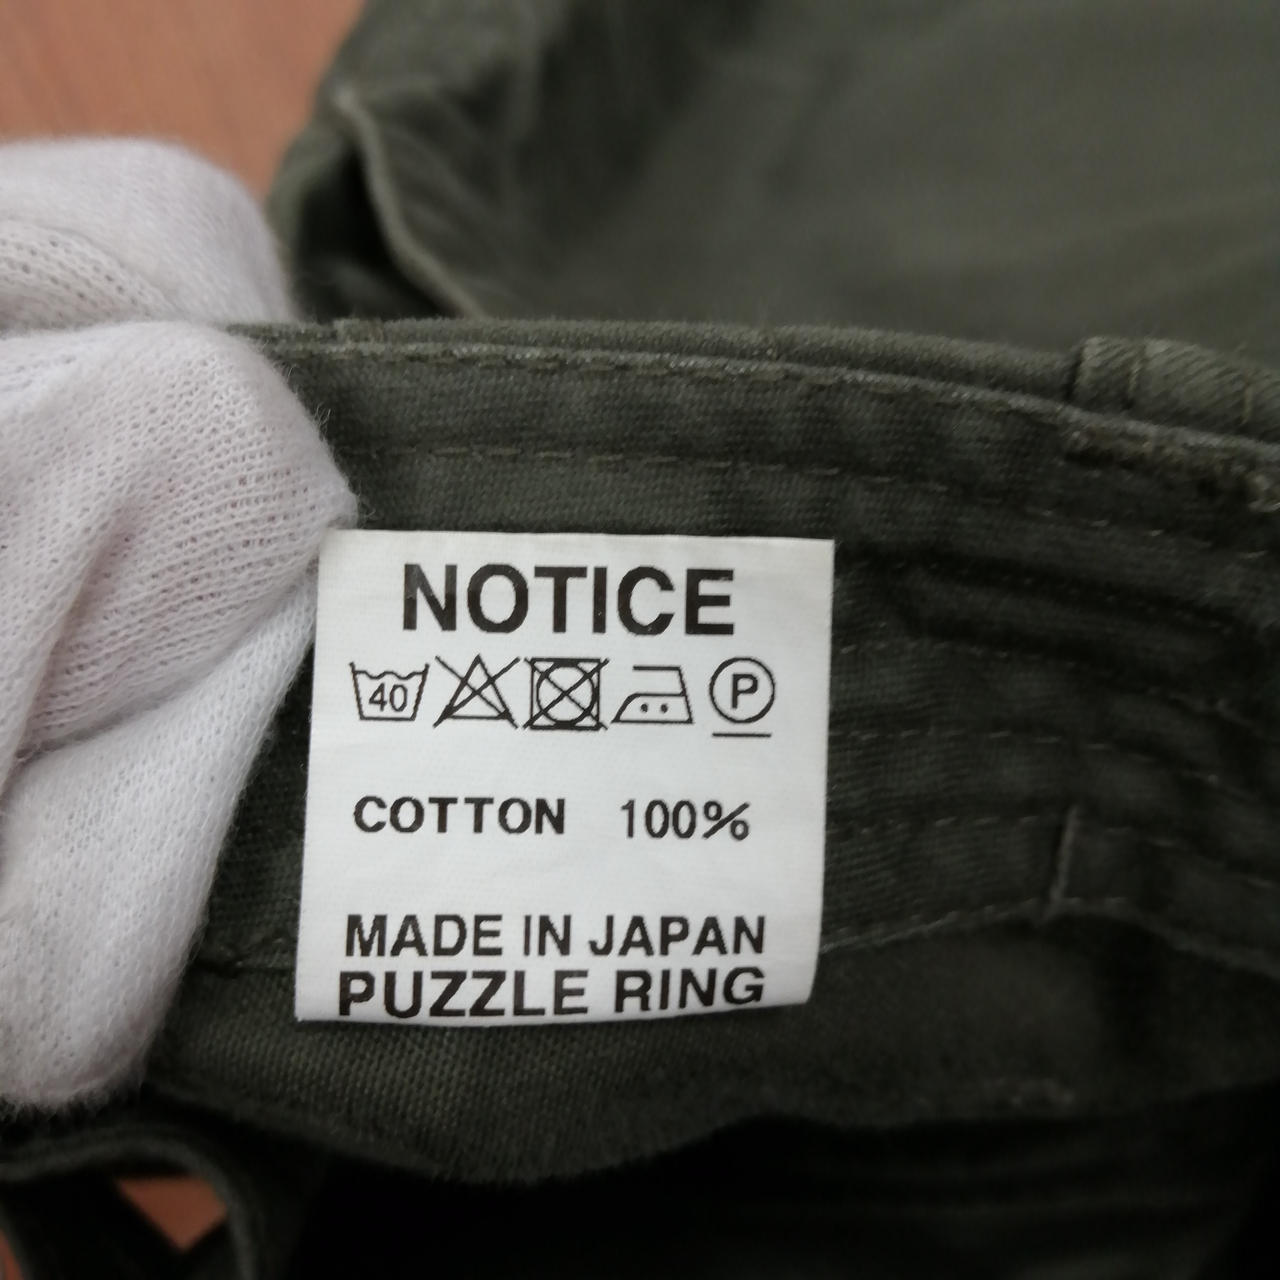 NOTICE
40 P
COTTON 100%
MADE IN JAPAN
PUZZLE RING